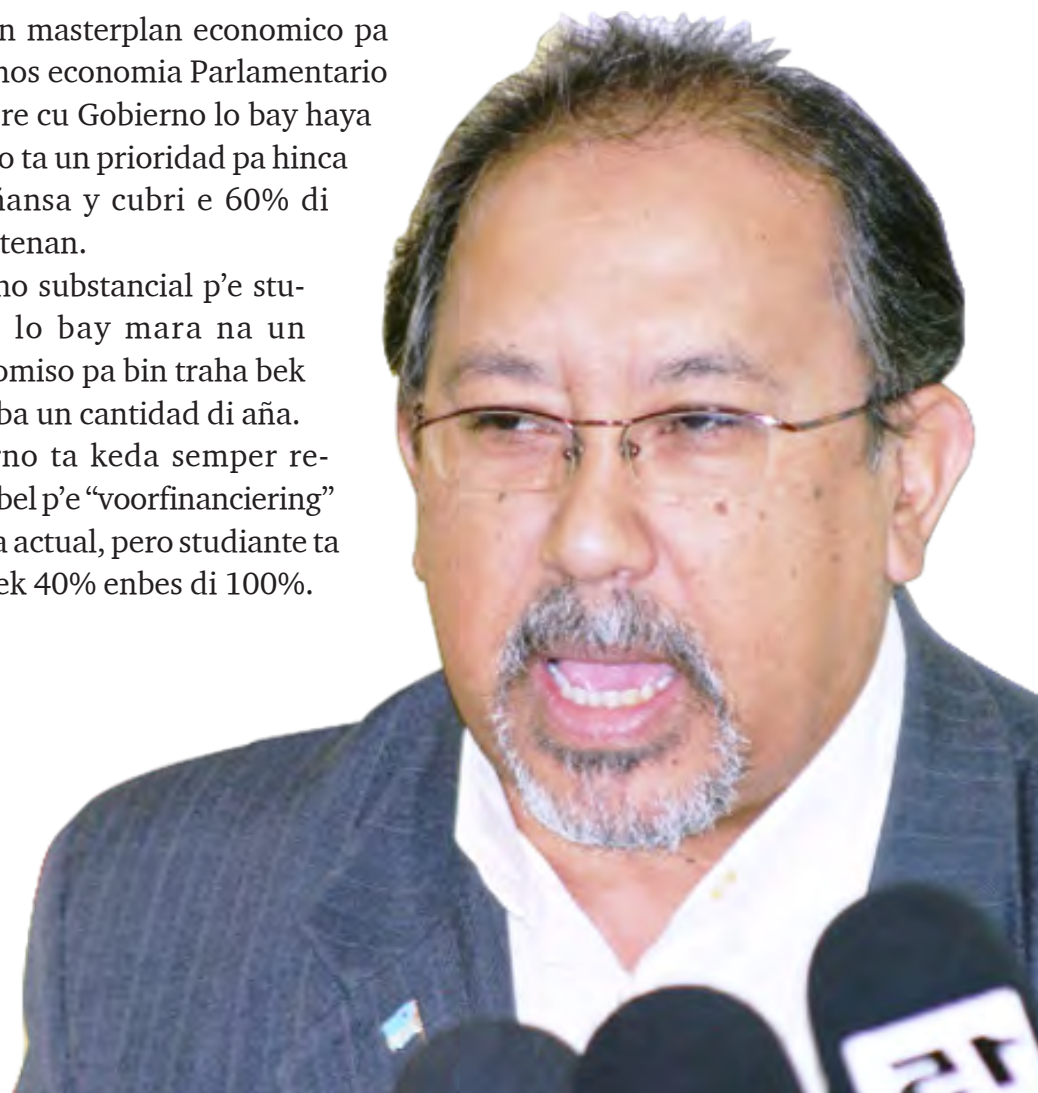 n masterplan economico pa
nos economia Parlamentario
re cu Gobierno lo bay haya
o ta un prioridad pa hinca
ñansa y cubri e 60% di
tenan.
no substancial p’e stu-
lo bay mara na un
omiso pa bin traha bek
ba un cantidad di aña.
rno ta keda semper re-
bel p’e “voorfinanciering”
a actual, pero studiante ta
ek 40% enbes di 100%.
15